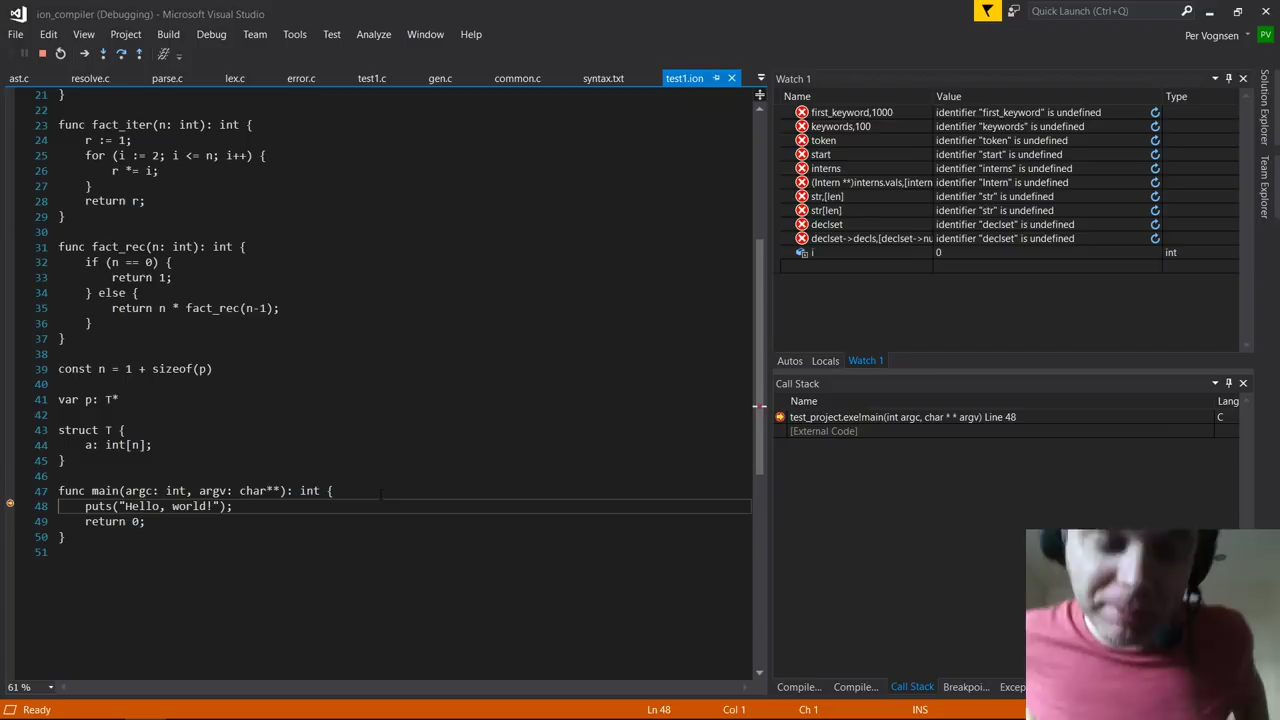 ion_compiler (Debugging) - Microsoft Visual Studio
Quick Launch (Ctrl+Q)
File Edit View Project Build Debug Team Tools Test Analyze Window Help
Per Vognsen PV
ast.c resolve.c parse.c lex.c error.c test1.c gen.c common.c syntax.txt test1.ion
21 }
22
23 func fact_iter(n: int): int {
24 r := 1;
25 for (i := 2; i <= n; i++) {
26 r *= i;
27 }
28 return r;
29 }
30
31 func fact_rec(n: int): int {
32 if (n == 0) {
33 return 1;
34 } else {
35 return n * fact_rec(n-1);
36 }
37 }
38
39 const n = 1 + sizeof(p)
40
41 var p: T*
42
43 struct T {
44 a: int[n];
45 }
46
47 func main(argc: int, argv: char**): int {
48 puts("Hello, world!");
49 return 0;
50 }
51
61 %
Watch 1
Name Value Type
first_keyword,1000 identifier "first_keyword" is undefined
keywords,100 identifier "keywords" is undefined
token identifier "token" is undefined
start identifier "start" is undefined
interns identifier "interns" is undefined
(Intern **)interns.vals,[intern identifier "Intern" is undefined
str,[len] identifier "str" is undefined
str[len] identifier "str" is undefined
declset identifier "declset" is undefined
declset->decls,[declset->nu identifier "declset" is undefined
i 0 int
Autos Locals Watch 1
Call Stack
Name Lang
test_project.exe!main(int argc, char * * argv) Line 48 C
[External Code]
Compile... Compile... Call Stack Breakpoi... Excep
Solution Explorer
Team Explorer
Ready Ln 48 Col 1 Ch 1 INS